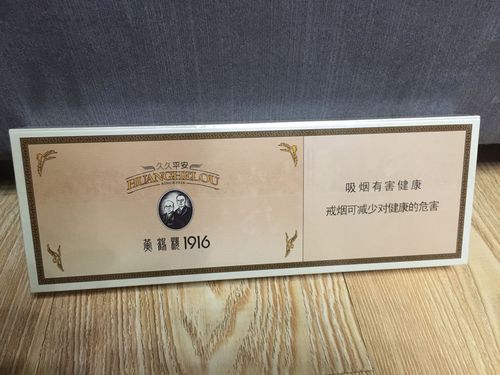 久久平安
HUANGHELOU
SINCE1916
黄鹤楼1916
吸烟有害健康
戒烟可减少对健康的危害